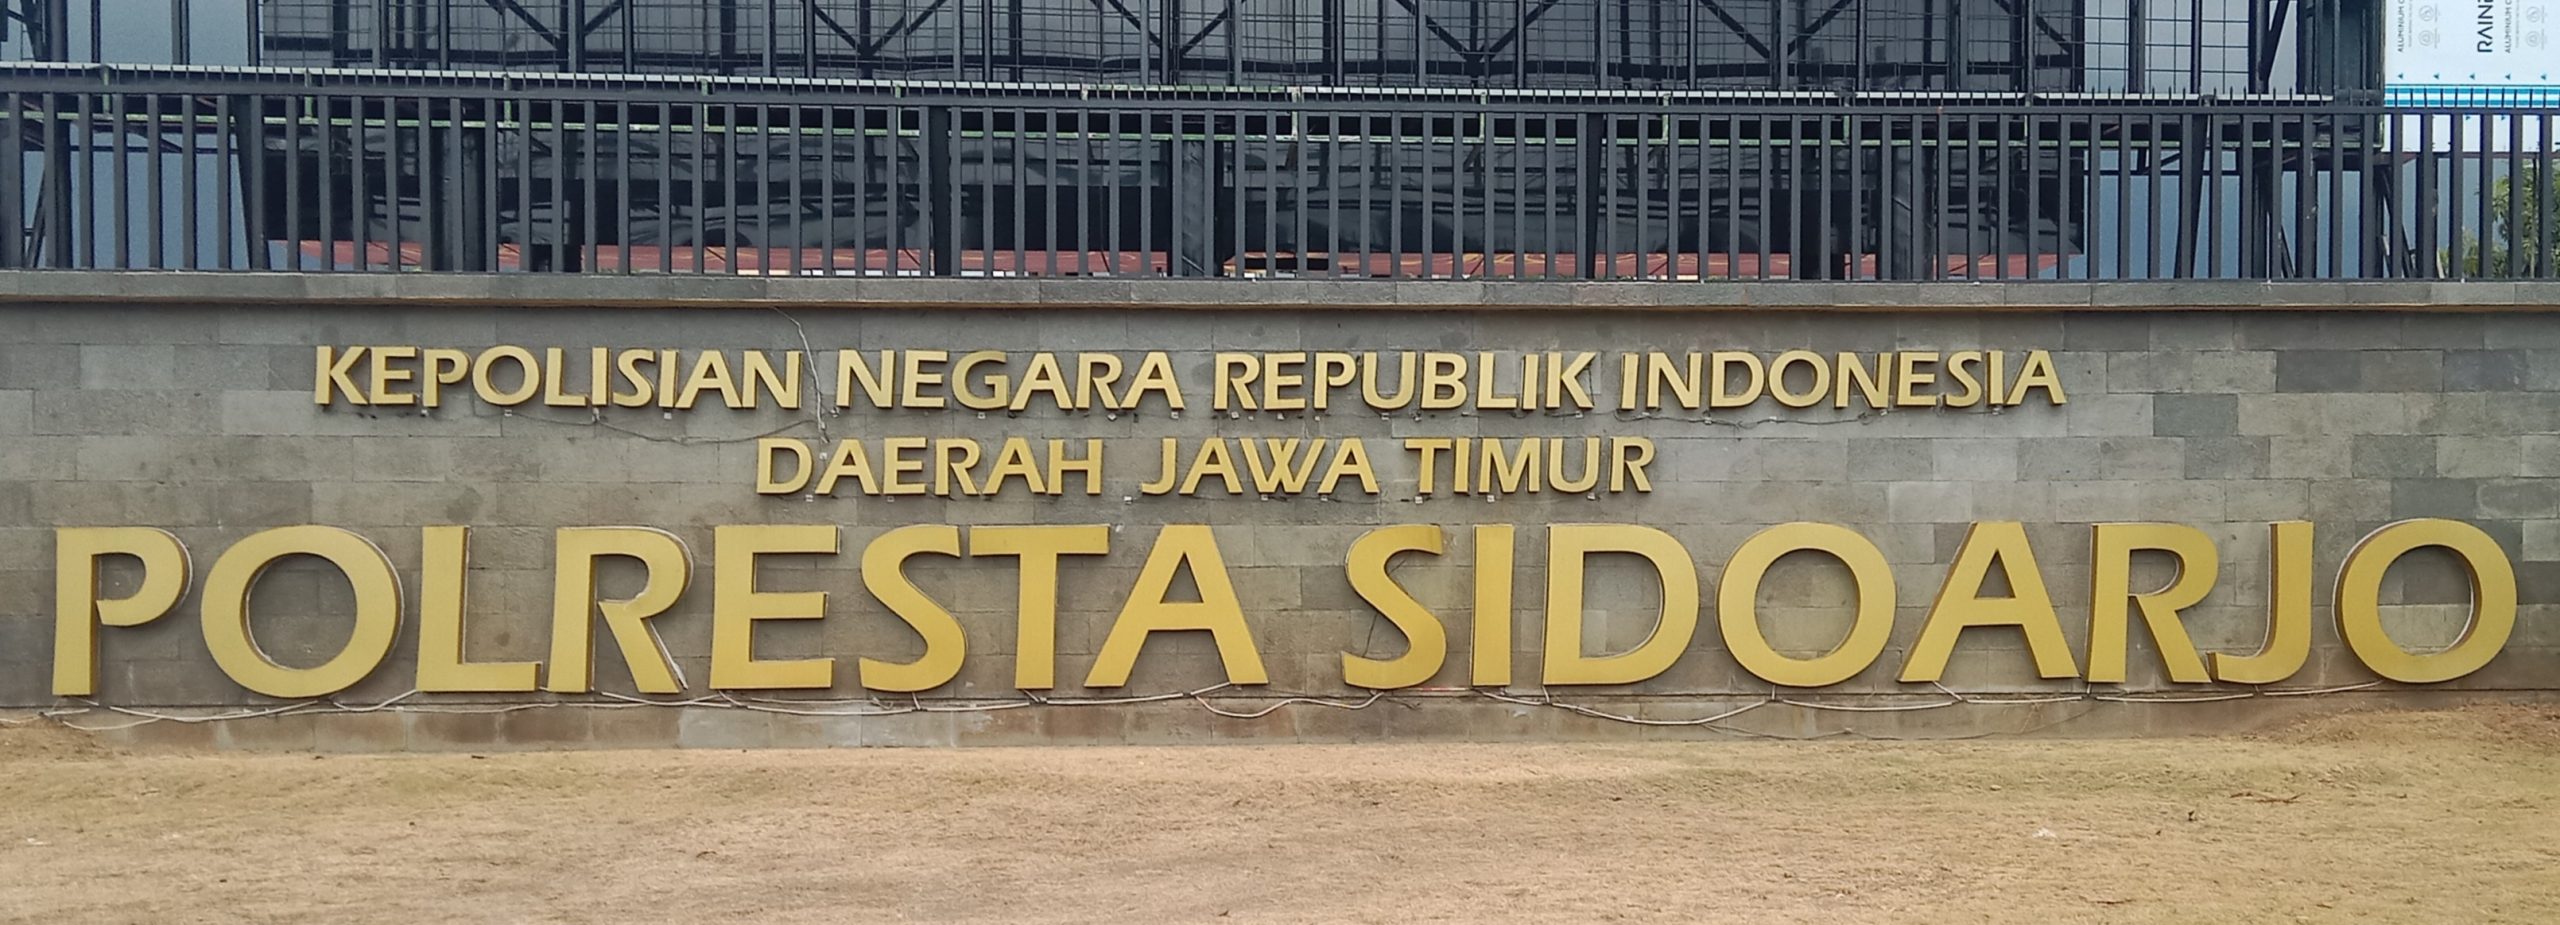 KEPOLISIAN NEGARA REPUBLIK INDONESIA
DAERAH JAWA TIMUR
POLRESTA SIDOARJO